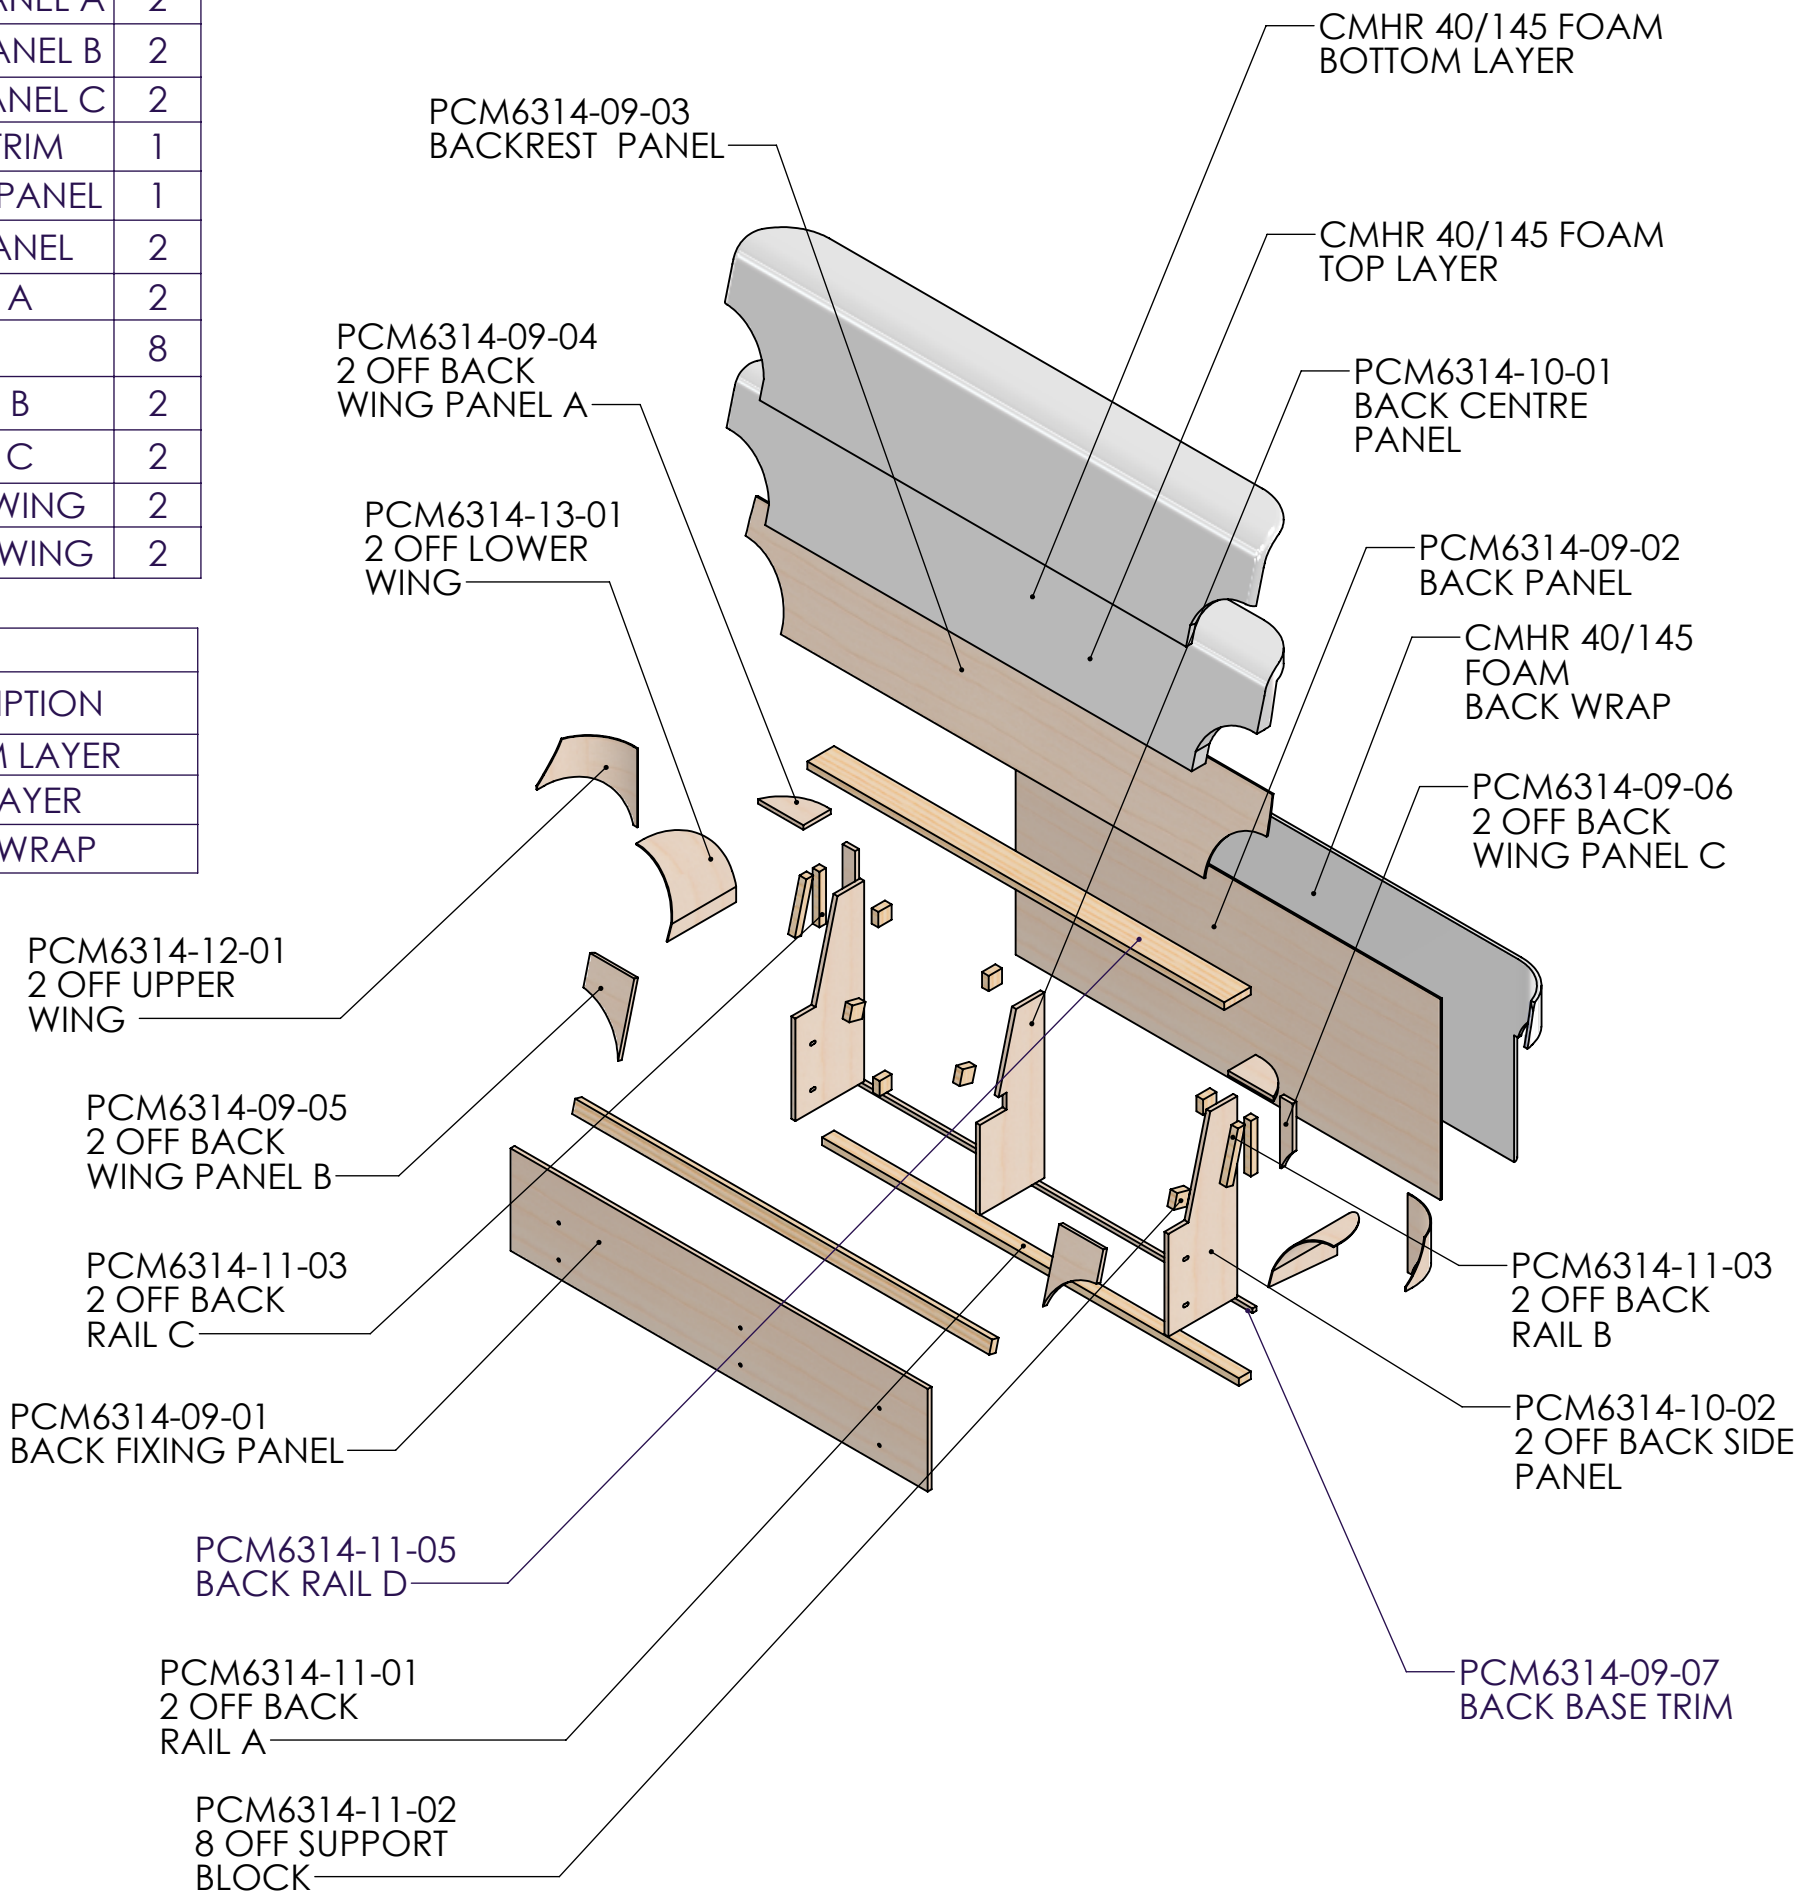 ANEL A 2
ANEL B 2
ANEL C 2
TRIM 1
PANEL 1
ANEL 2
A 2
8
B 2
C 2
WING 2
WING 2
IPTION
M LAYER
AYER
WRAP
CMHR 40/145 FOAM
BOTTOM LAYER
PCM6314-09-03
BACKREST PANEL
CMHR 40/145 FOAM
TOP LAYER
PCM6314-09-04
2 OFF BACK
WING PANEL A
PCM6314-10-01
BACK CENTRE
PANEL
PCM6314-13-01
2 OFF LOWER
WING
PCM6314-09-02
BACK PANEL
CMHR 40/145
FOAM
BACK WRAP
PCM6314-09-06
2 OFF BACK
WING PANEL C
PCM6314-12-01
2 OFF UPPER
WING
PCM6314-09-05
2 OFF BACK
WING PANEL B
PCM6314-11-03
2 OFF BACK
RAIL C
PCM6314-11-03
2 OFF BACK
RAIL B
PCM6314-09-01
BACK FIXING PANEL
PCM6314-10-02
2 OFF BACK SIDE
PANEL
PCM6314-11-05
BACK RAIL D
PCM6314-11-01
2 OFF BACK
RAIL A
PCM6314-09-07
BACK BASE TRIM
PCM6314-11-02
8 OFF SUPPORT
BLOCK